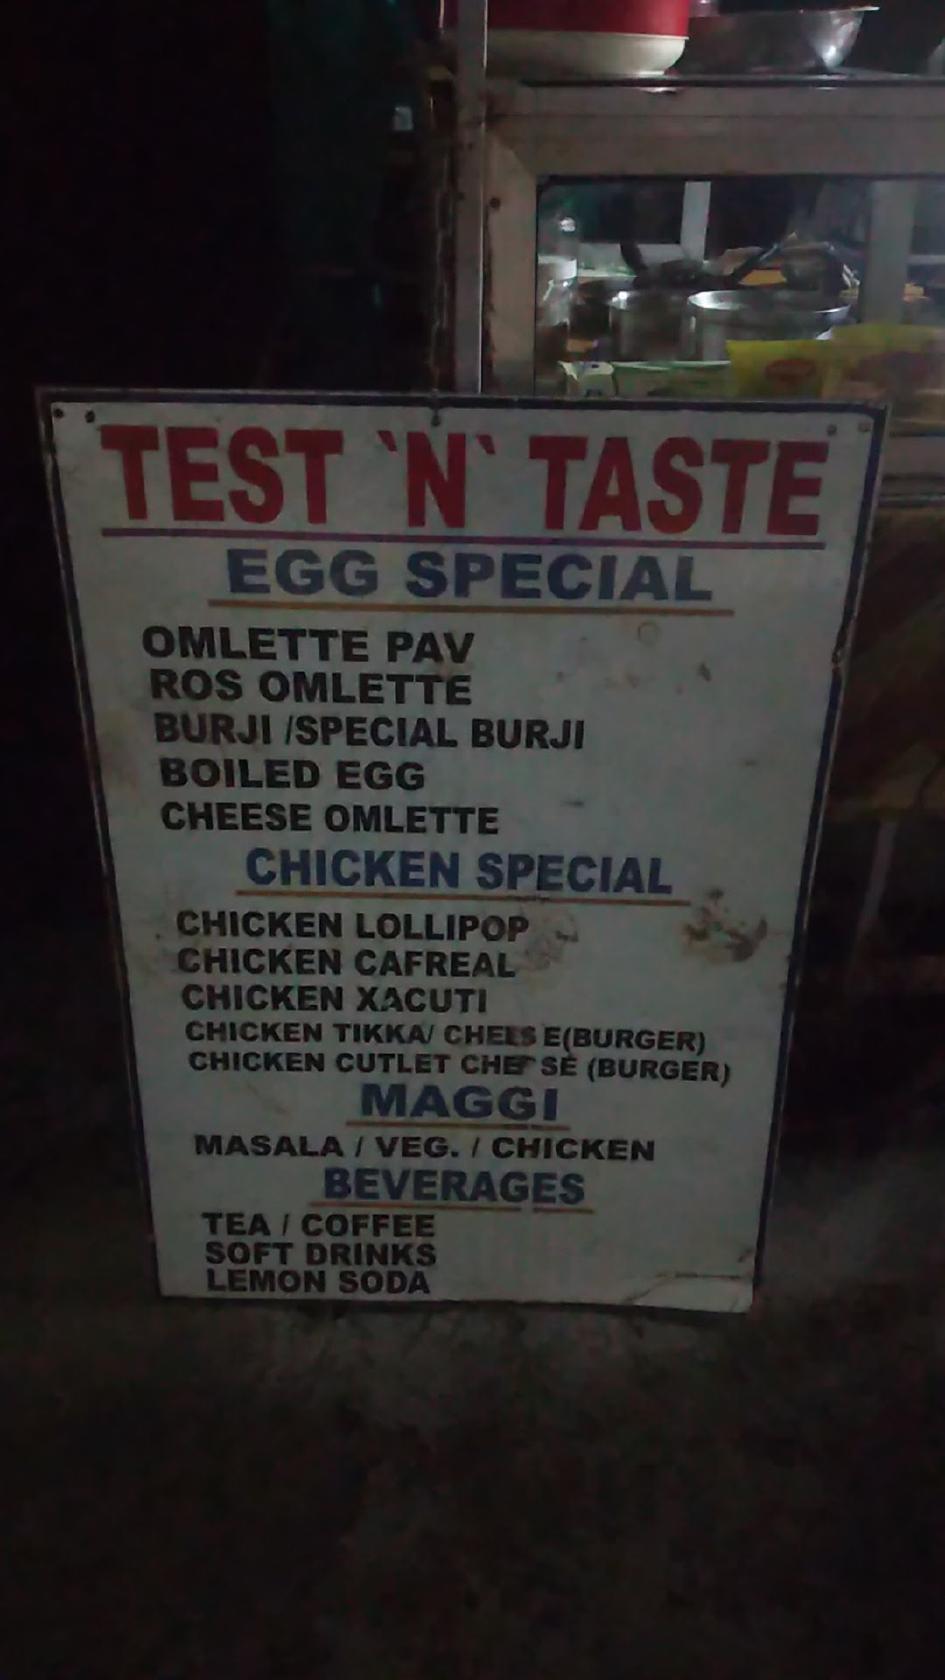 TEST `N` TASTE
EGG SPECIAL
OMLETTE PAV
ROS OMLETTE
BURJI /SPECIAL BURJI
BOILED EGG
CHEESE OMLETTE
CHICKEN SPECIAL
CHICKEN LOLLIPOP
CHICKEN CAFREAL
CHICKEN XACUTI
CHICKEN TIKKA/ CHEESE(BURGER)
CHICKEN CUTLET CHEESE (BURGER)
MAGGI
MASALA / VEG. / CHICKEN
BEVERAGES
TEA / COFFEE
SOFT DRINKS
LEMON SODA